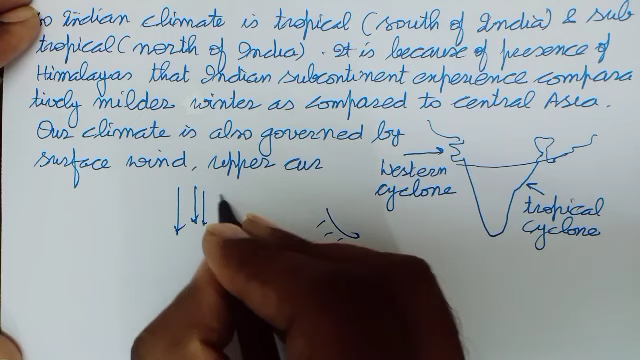 So Indian climate is tropical (south of India) & sub
tropical (north of India). It is because of presence of
Himalayas that Indian subcontinent experience compara
tively milder winter as compared to central Asia.
Our climate is also governed by
surface wind, upper cur
western
cyclone
tropical
cyclone